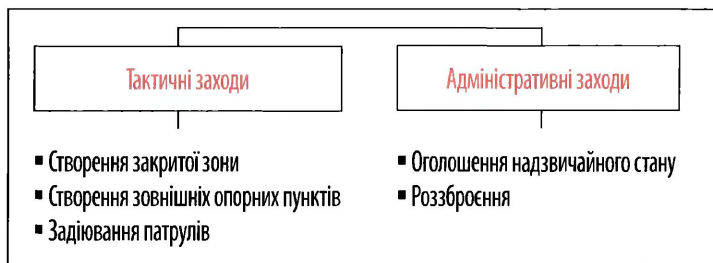 Тактичні заходи
Адміністративні заходи
▪ Створення закритої зони
▪ Створення зовнішніх опорних пунктів
▪ Задіювання патрулів
▪ Оголошення надзвичайного стану
▪ Роззброєння